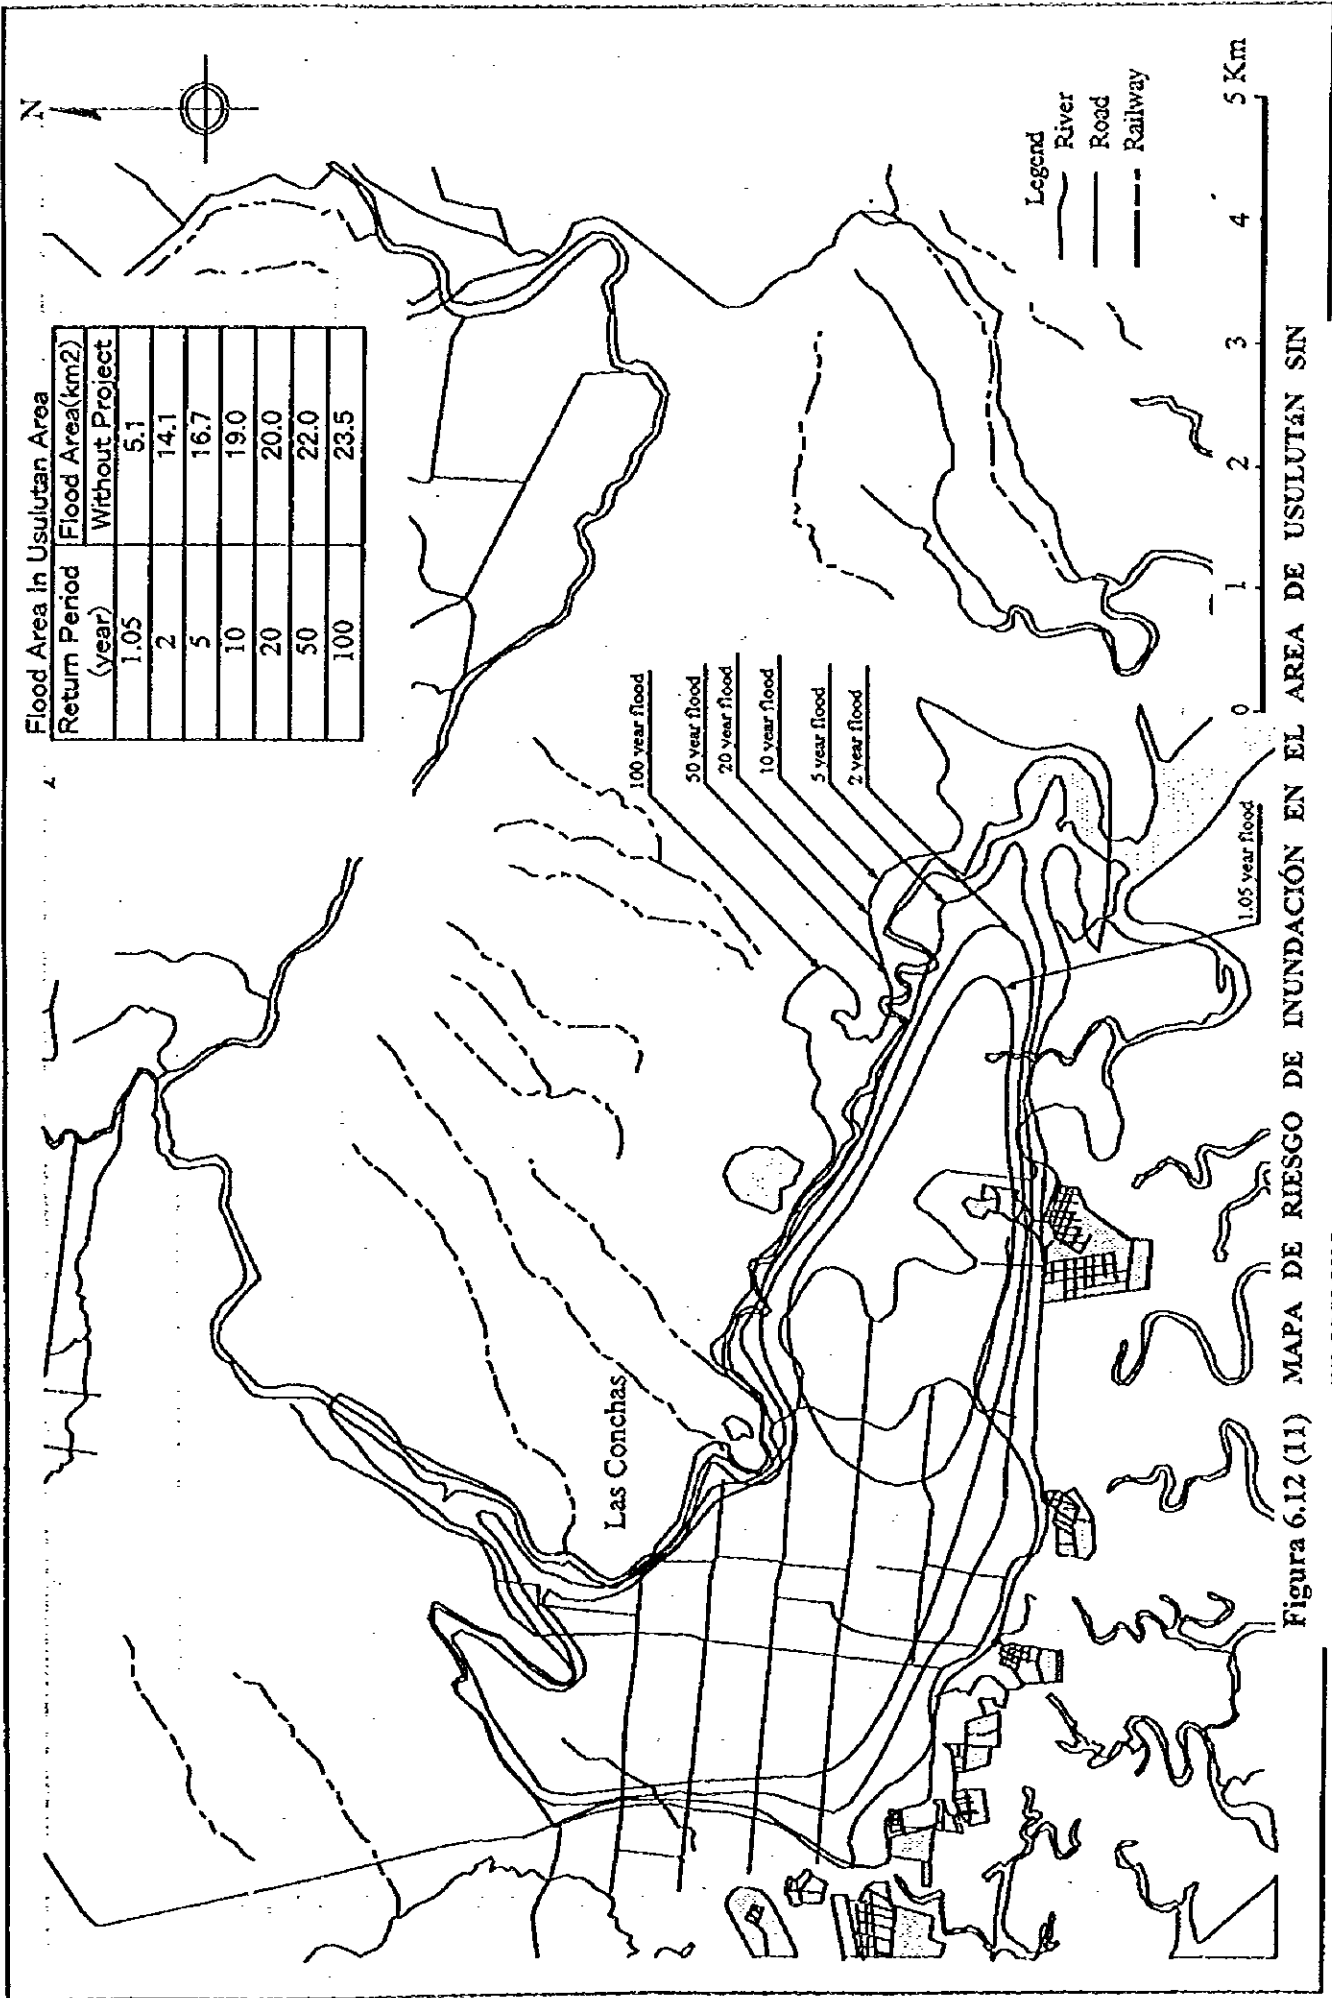 N
Flood Area in Usulutan Area
Return Period (year) Flood Area(km2) Without Project
1.05 5.1
2 14.1
5 16.7
10 19.0
20 20.0
50 22.0
100 23.5
Las Conchas
100 year flood
50 year flood
20 year flood
10 year flood
5 year flood
2 year flood
1.05 year flood
Legend
River
Road
Railway
0 1 2 3 4 5 Km
Figura 6.12 (11) MAPA DE RIESGO DE INUNDACIÓN EN EL AREA DE USULUTáN SIN